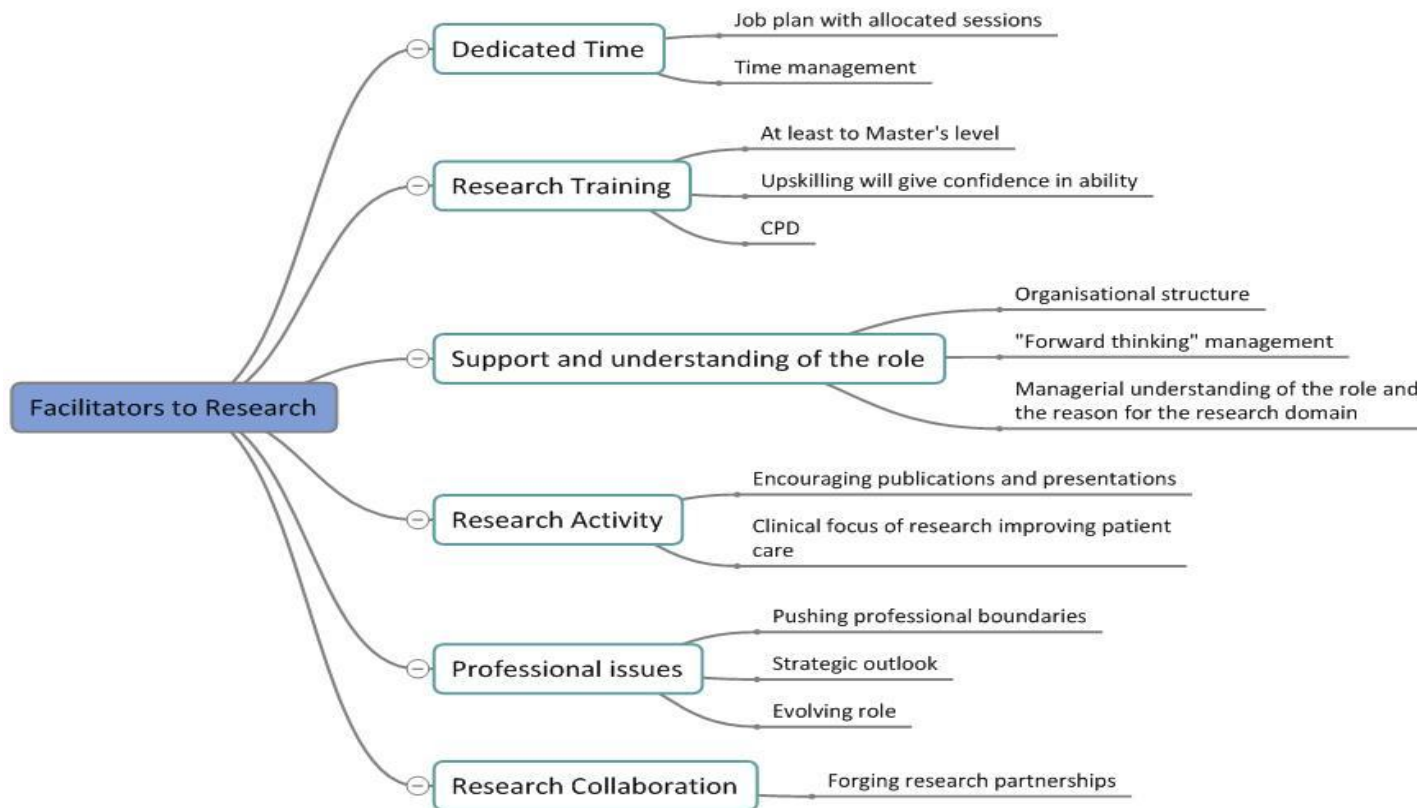 Facilitators to Research
Dedicated Time
Job plan with allocated sessions
Time management
Research Training
At least to Master's level
Upskilling will give confidence in ability
CPD
Support and understanding of the role
Organisational structure
"Forward thinking" management
Managerial understanding of the role and
the reason for the research domain
Research Activity
Encouraging publications and presentations
Clinical focus of research improving patient
care
Professional issues
Pushing professional boundaries
Strategic outlook
Evolving role
Research Collaboration
Forging research partnerships